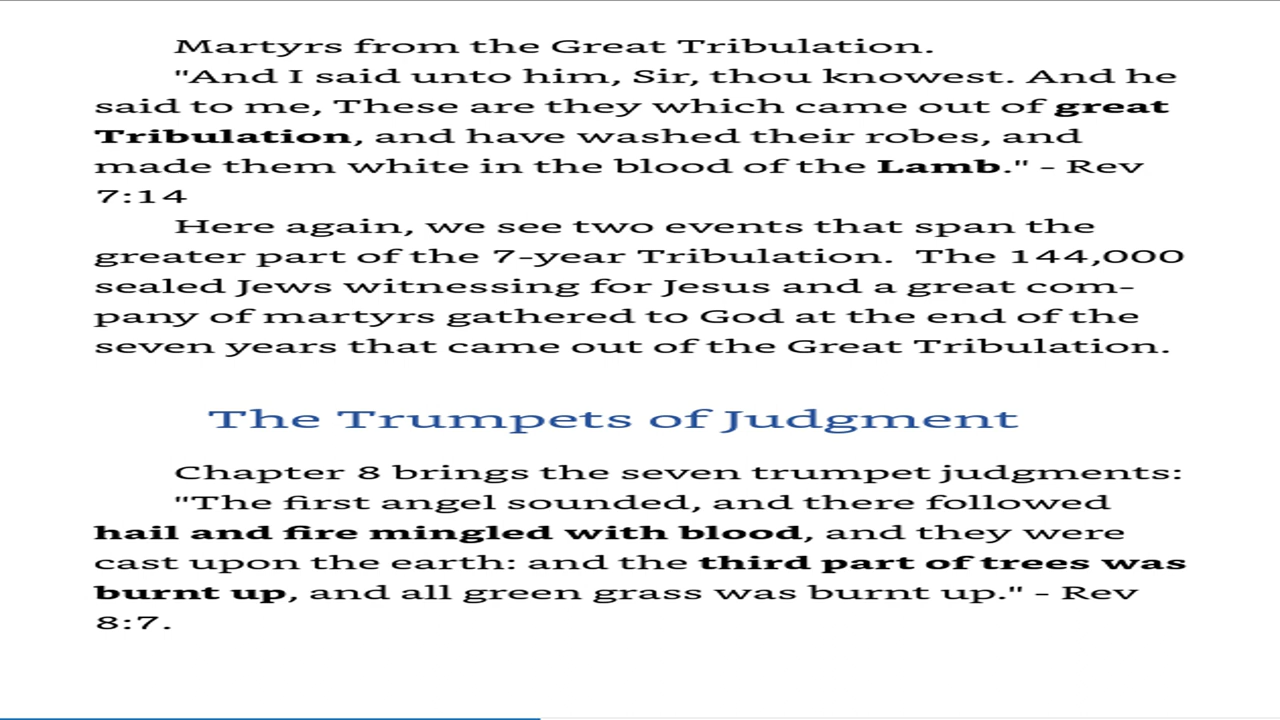 Martyrs from the Great Tribulation.
"And I said unto him, Sir, thou knowest. And he
said to me, These are they which came out of great
Tribulation, and have washed their robes, and
made them white in the blood of the Lamb." - Rev
7:14
Here again, we see two events that span the
greater part of the 7-year Tribulation.  The 144,000
sealed Jews witnessing for Jesus and a great com-
pany of martyrs gathered to God at the end of the
seven years that came out of the Great Tribulation.
The Trumpets of Judgment
Chapter 8 brings the seven trumpet judgments:
"The first angel sounded, and there followed
hail and fire mingled with blood, and they were
cast upon the earth: and the third part of trees was
burnt up, and all green grass was burnt up." - Rev
8:7.